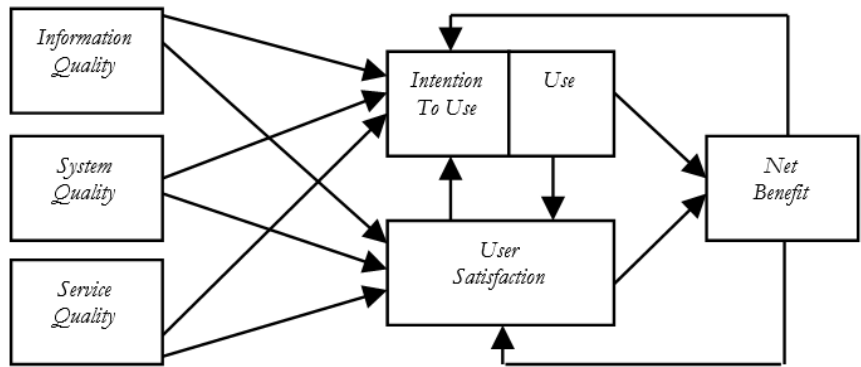 Information
Quality
Intention
To Use
Use
System
Quality
Net
Benefit
User
Satisfaction
Service
Quality